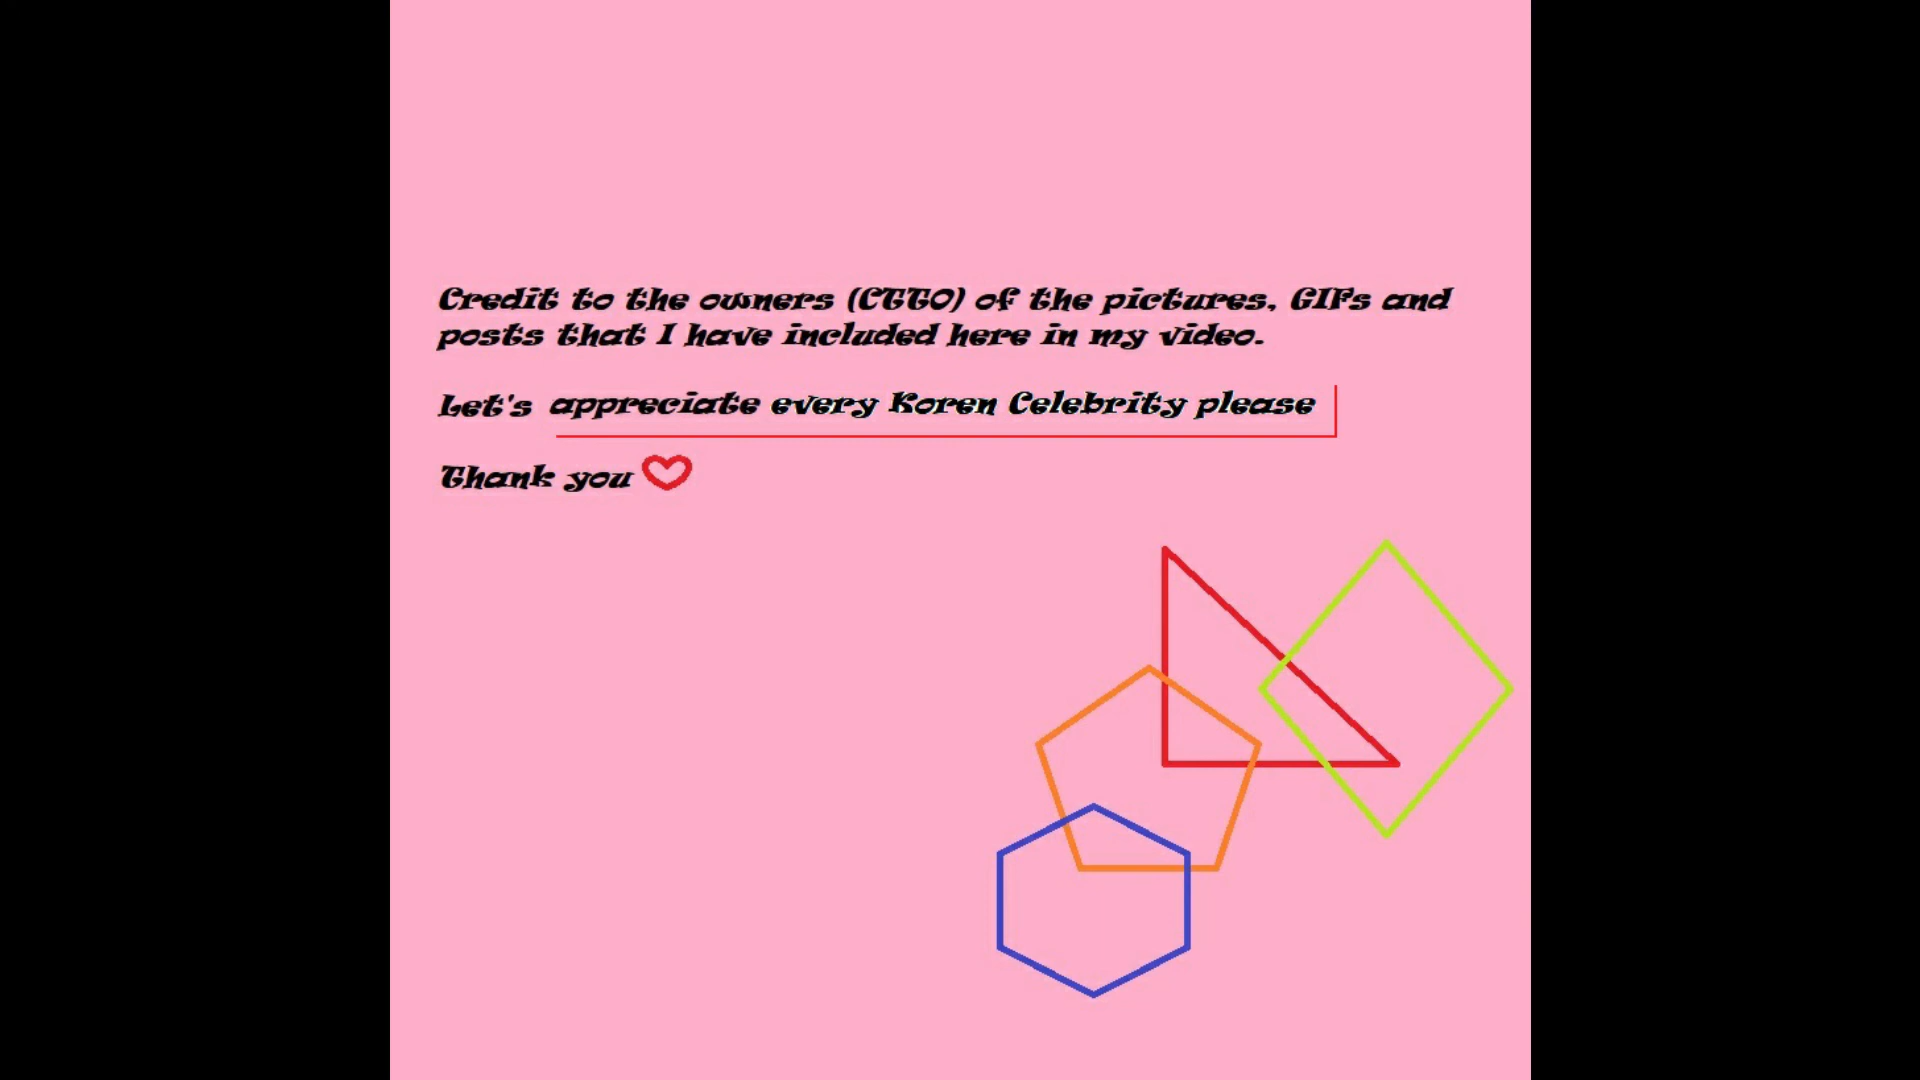 Credit to the owners (CTTO) of the pictures, GIFs and
posts that I have included here in my video.
Let's appreciate every Koren Celebrity please
Thank you